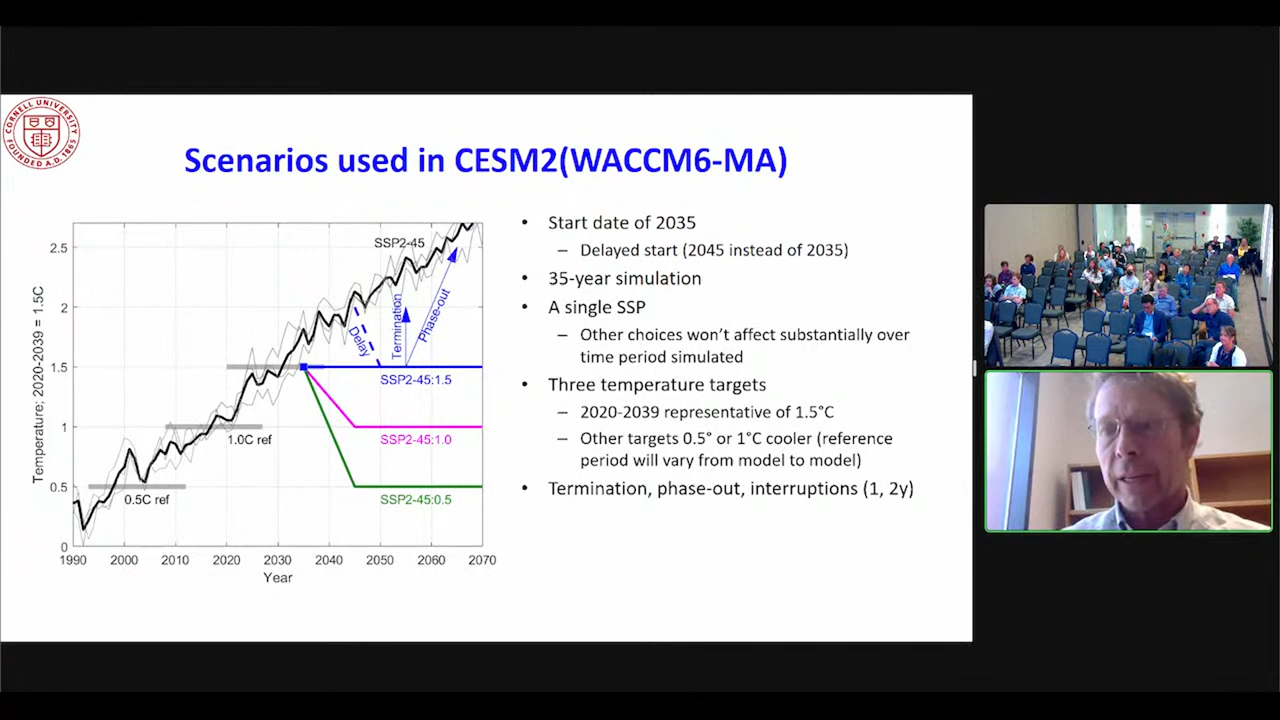 CORNELL UNIVERSITY
FOUNDED A.D. 1865
Scenarios used in CESM2(WACCM6-MA)
Temperature; 2020-2039 = 1.5C
2.5
2
1.5
1
0.5
0
SSP2-45
Delay
Termination
Phase-out
SSP2-45:1.5
1.0C ref
SSP2-45:1.0
0.5C ref
SSP2-45:0.5
1990 2000 2010 2020 2030 2040 2050 2060 2070
Year
• Start date of 2035
– Delayed start (2045 instead of 2035)
• 35-year simulation
• A single SSP
– Other choices won't affect substantially over
time period simulated
• Three temperature targets
– 2020-2039 representative of 1.5°C
– Other targets 0.5° or 1°C cooler (reference
period will vary from model to model)
• Termination, phase-out, interruptions (1, 2y)